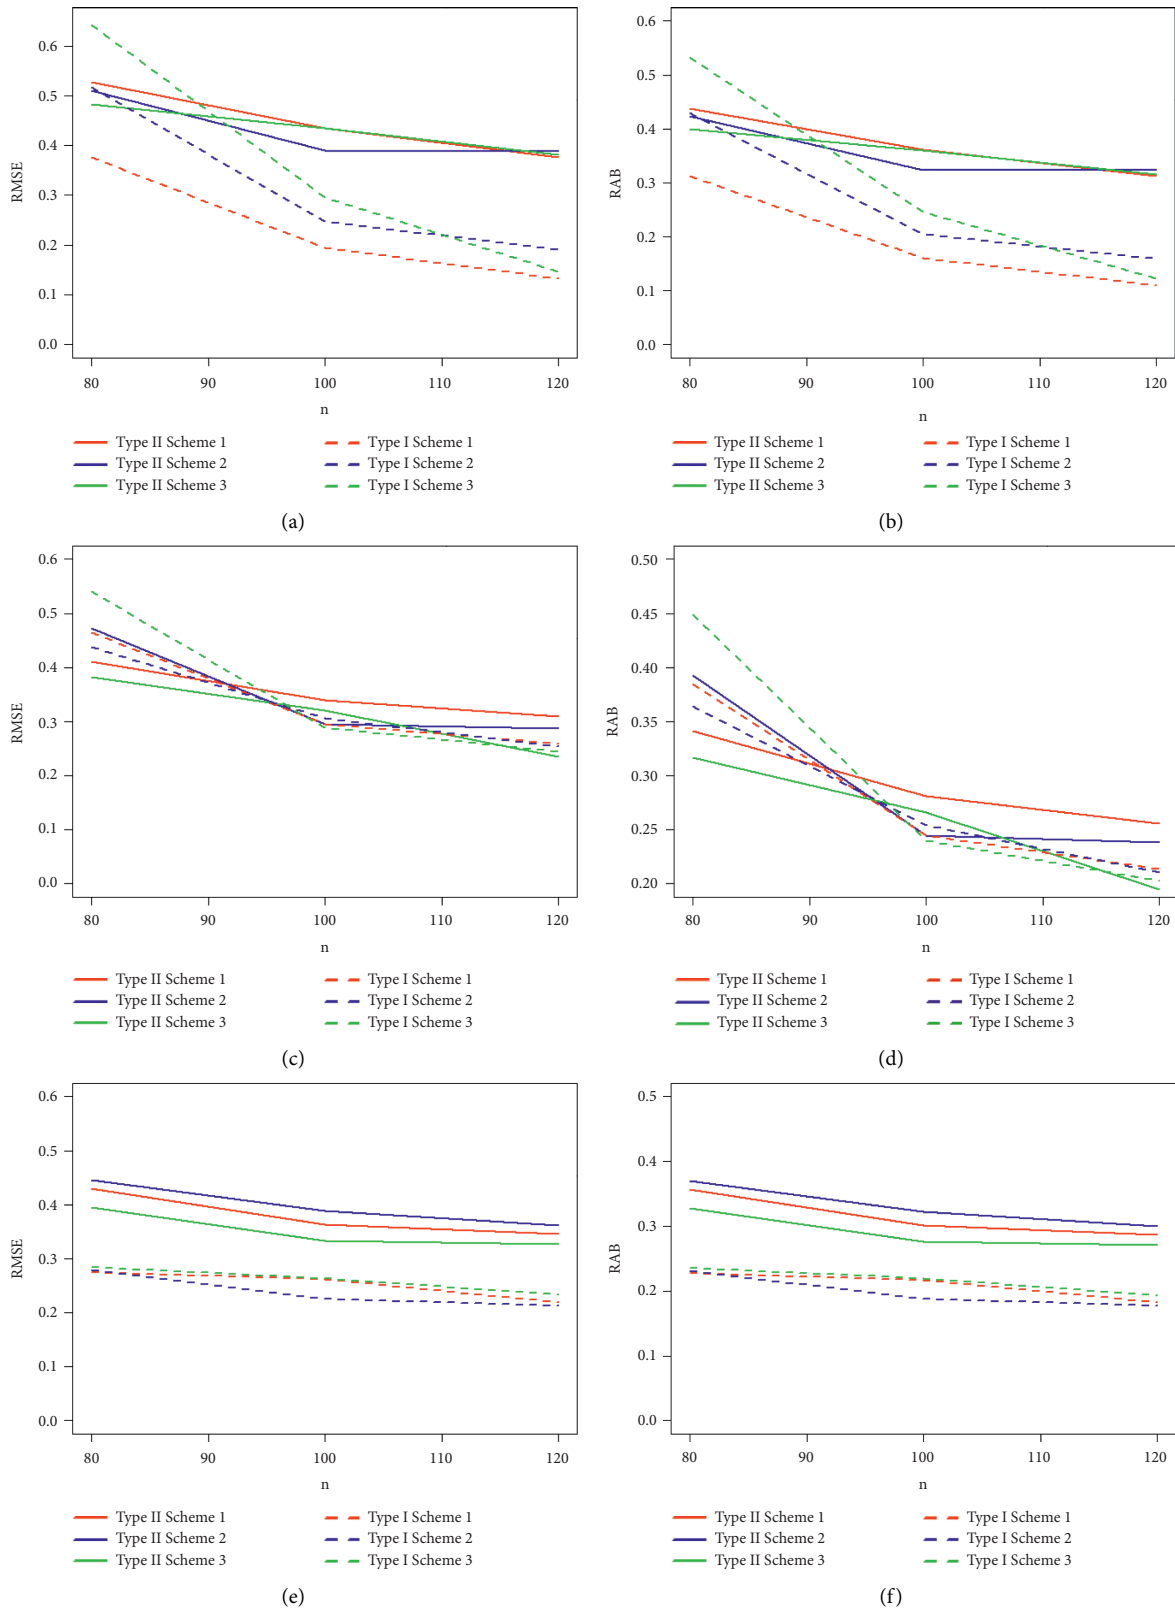 RMSE
0.6
0.5
0.4
0.3
0.2
0.1
0.0
80 90 100 110 120
n
Type II Scheme 1 Type I Scheme 1
Type II Scheme 2 Type I Scheme 2
Type II Scheme 3 Type I Scheme 3
(a)
RAB
0.6
0.5
0.4
0.3
0.2
0.1
0.0
80 90 100 110 120
n
Type II Scheme 1 Type I Scheme 1
Type II Scheme 2 Type I Scheme 2
Type II Scheme 3 Type I Scheme 3
(b)
RMSE
0.6
0.5
0.4
0.3
0.2
0.1
0.0
80 90 100 110 120
n
Type II Scheme 1 Type I Scheme 1
Type II Scheme 2 Type I Scheme 2
Type II Scheme 3 Type I Scheme 3
(c)
RAB
0.50
0.45
0.40
0.35
0.30
0.25
0.20
80 90 100 110 120
n
Type II Scheme 1 Type I Scheme 1
Type II Scheme 2 Type I Scheme 2
Type II Scheme 3 Type I Scheme 3
(d)
RMSE
0.6
0.5
0.4
0.3
0.2
0.1
0.0
80 90 100 110 120
n
Type II Scheme 1 Type I Scheme 1
Type II Scheme 2 Type I Scheme 2
Type II Scheme 3 Type I Scheme 3
(e)
RAB
0.5
0.4
0.3
0.2
0.1
0.0
80 90 100 110 120
n
Type II Scheme 1 Type I Scheme 1
Type II Scheme 2 Type I Scheme 2
Type II Scheme 3 Type I Scheme 3
(f)